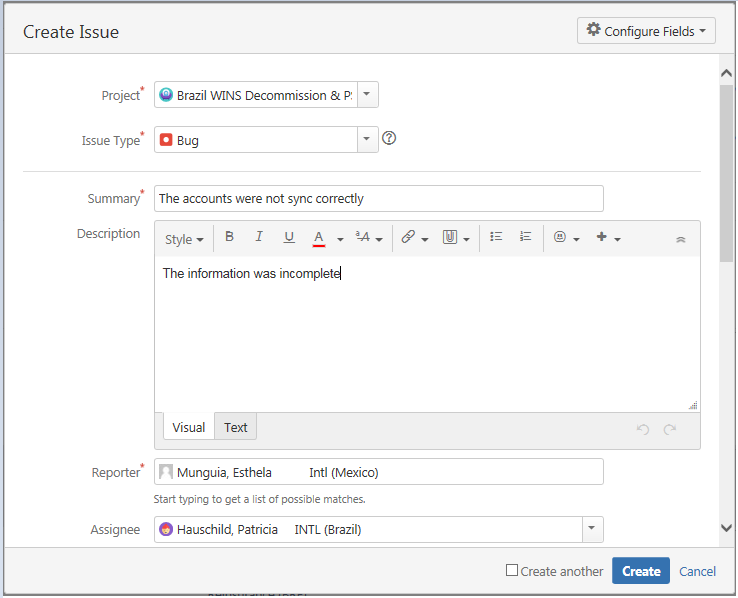 Create Issue
Configure Fields
Project*
Brazil WINS Decommission & P
Issue Type*
Bug
Summary*
The accounts were not sync correctly
Description
Style B I U A ªA
The information was incomplete
Visual Text
Reporter*
Munguia, Esthela Intl (Mexico)
Start typing to get a list of possible matches.
Assignee
Hauschild, Patricia INTL (Brazil)
Create another Create Cancel